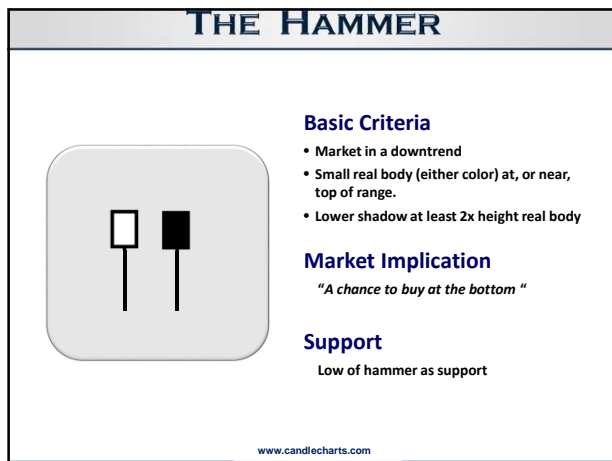 THE HAMMER
Basic Criteria
• Market in a downtrend
• Small real body (either color) at, or near,
top of range.
• Lower shadow at least 2x height real body
Market Implication
“A chance to buy at the bottom “
Support
Low of hammer as support
www.candlecharts.com